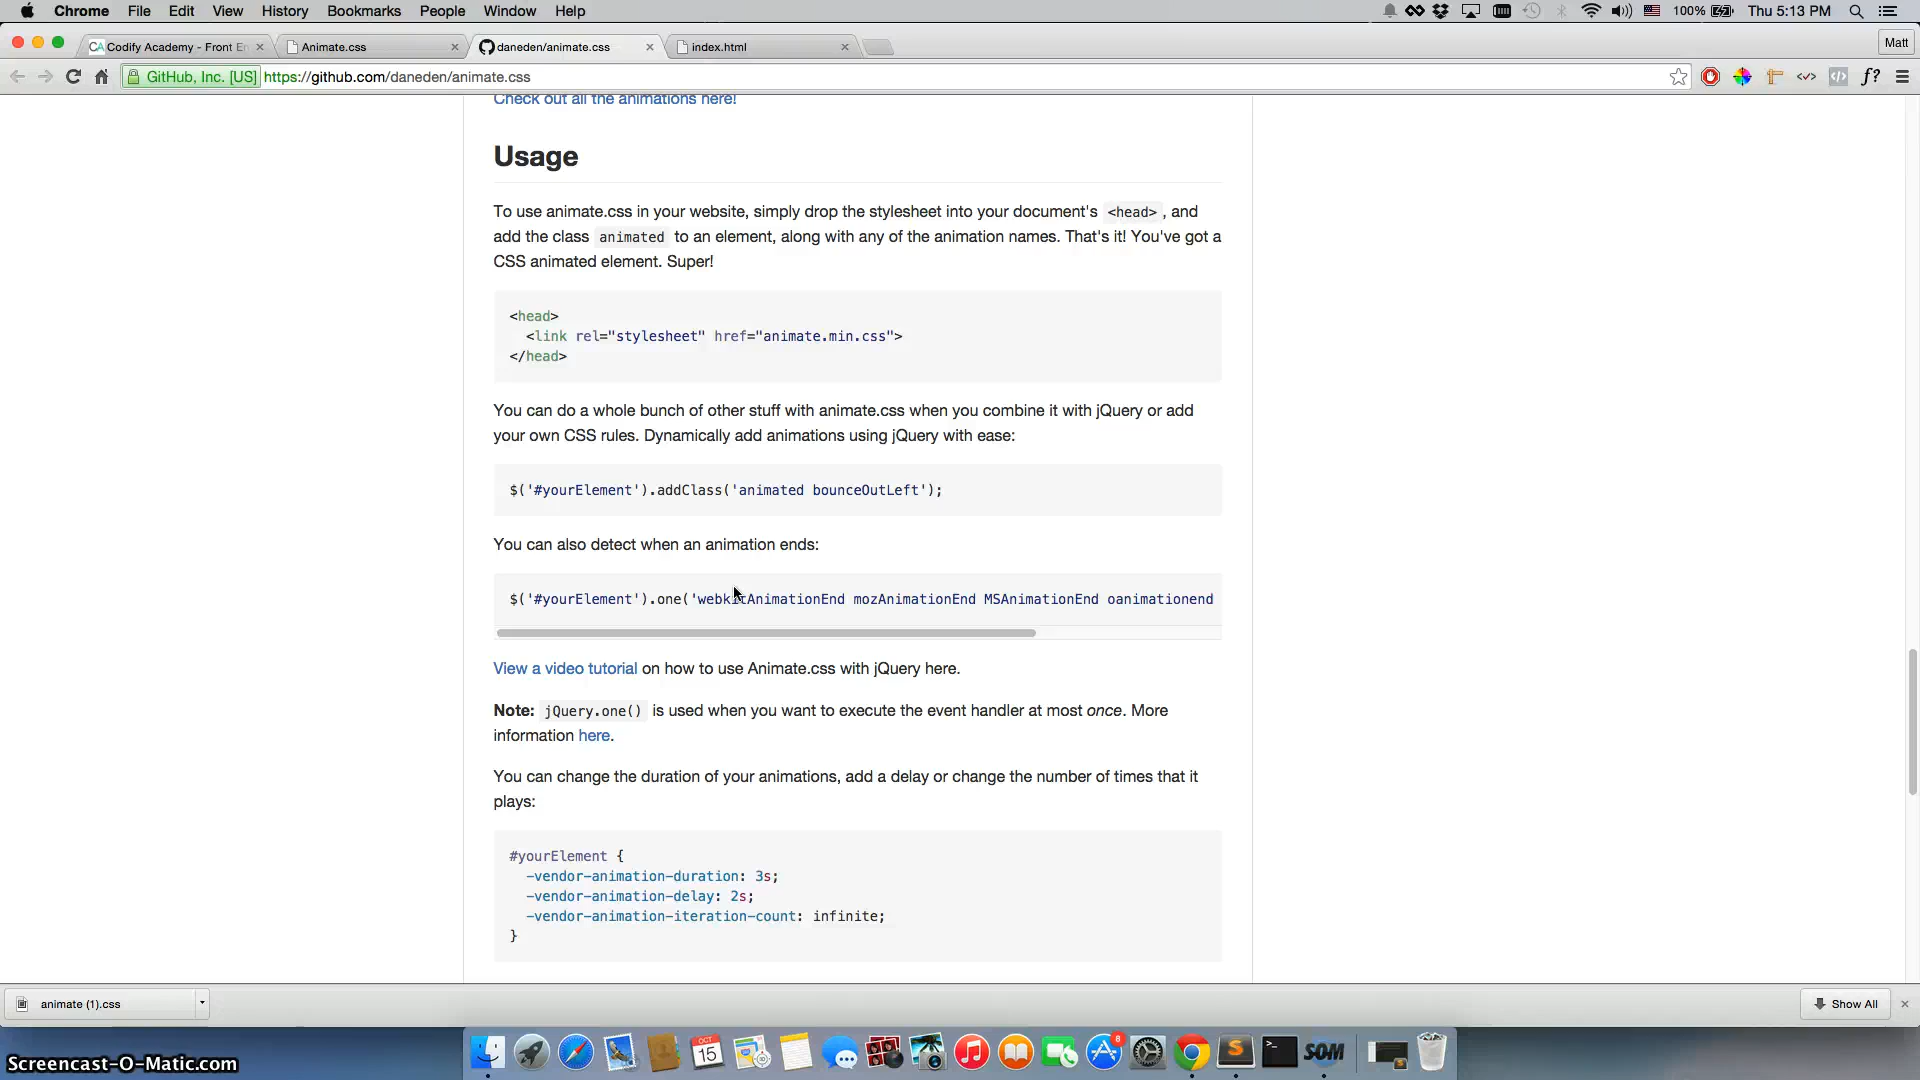 Chrome File Edit View History Bookmarks People Window Help 100% Thu 5:13 PM
Codify Academy - Front En Animate.css daneden/animate.css index.html Matt
GitHub, Inc. [US] https://github.com/daneden/animate.css f?
Check out all the animations here!
Usage
To use animate.css in your website, simply drop the stylesheet into your document's <head>, and
add the class animated to an element, along with any of the animation names. That's it! You've got a
CSS animated element. Super!
<head>
<link rel="stylesheet" href="animate.min.css">
</head>
You can do a whole bunch of other stuff with animate.css when you combine it with jQuery or add
your own CSS rules. Dynamically add animations using jQuery with ease:
$('#yourElement').addClass('animated bounceOutLeft');
You can also detect when an animation ends:
$('#yourElement').one('webkitAnimationEnd mozAnimationEnd MSAnimationEnd oanimationend
View a video tutorial on how to use Animate.css with jQuery here.
Note: jQuery.one() is used when you want to execute the event handler at most once. More
information here.
You can change the duration of your animations, add a delay or change the number of times that it
plays:
#yourElement {
-vendor-animation-duration: 3s;
-vendor-animation-delay: 2s;
-vendor-animation-iteration-count: infinite;
}
animate (1).css Show All
OCT
15
8
S
SOM
Screencast-O-Matic.com